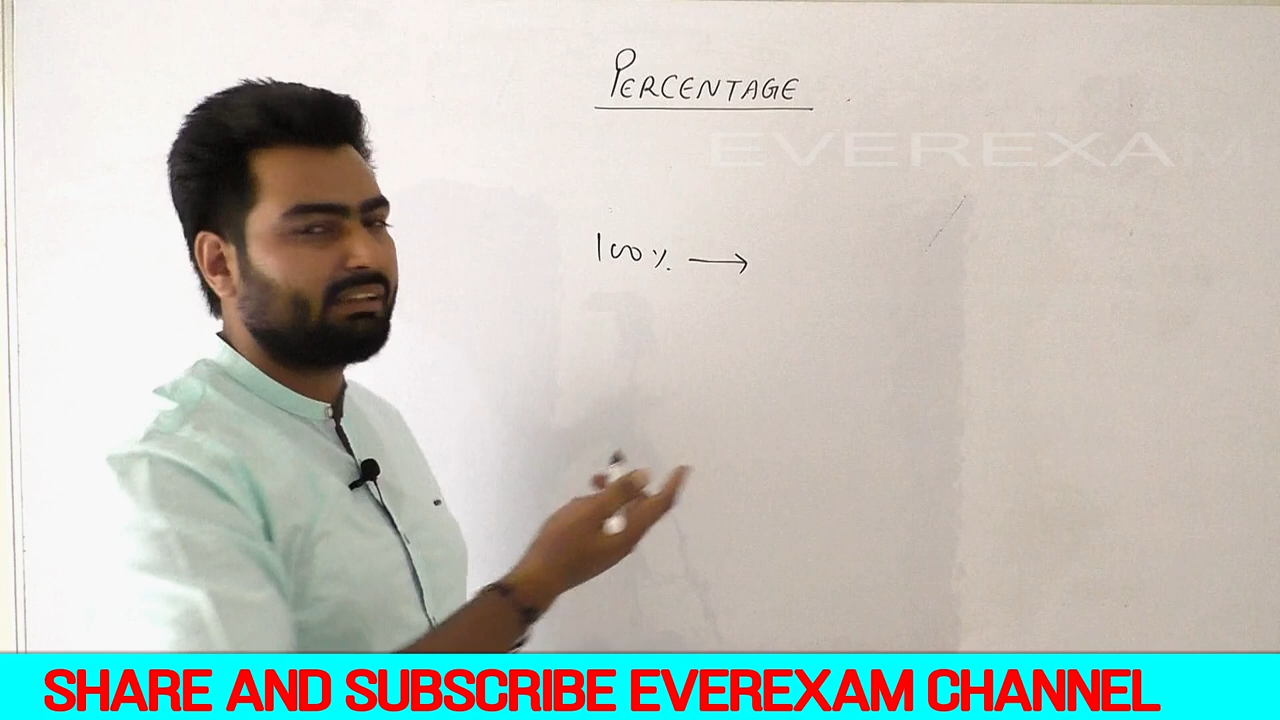 PERCENTAGE
EVEREXAM
100% →
SHARE AND SUBSCRIBE EVEREXAM CHANNEL